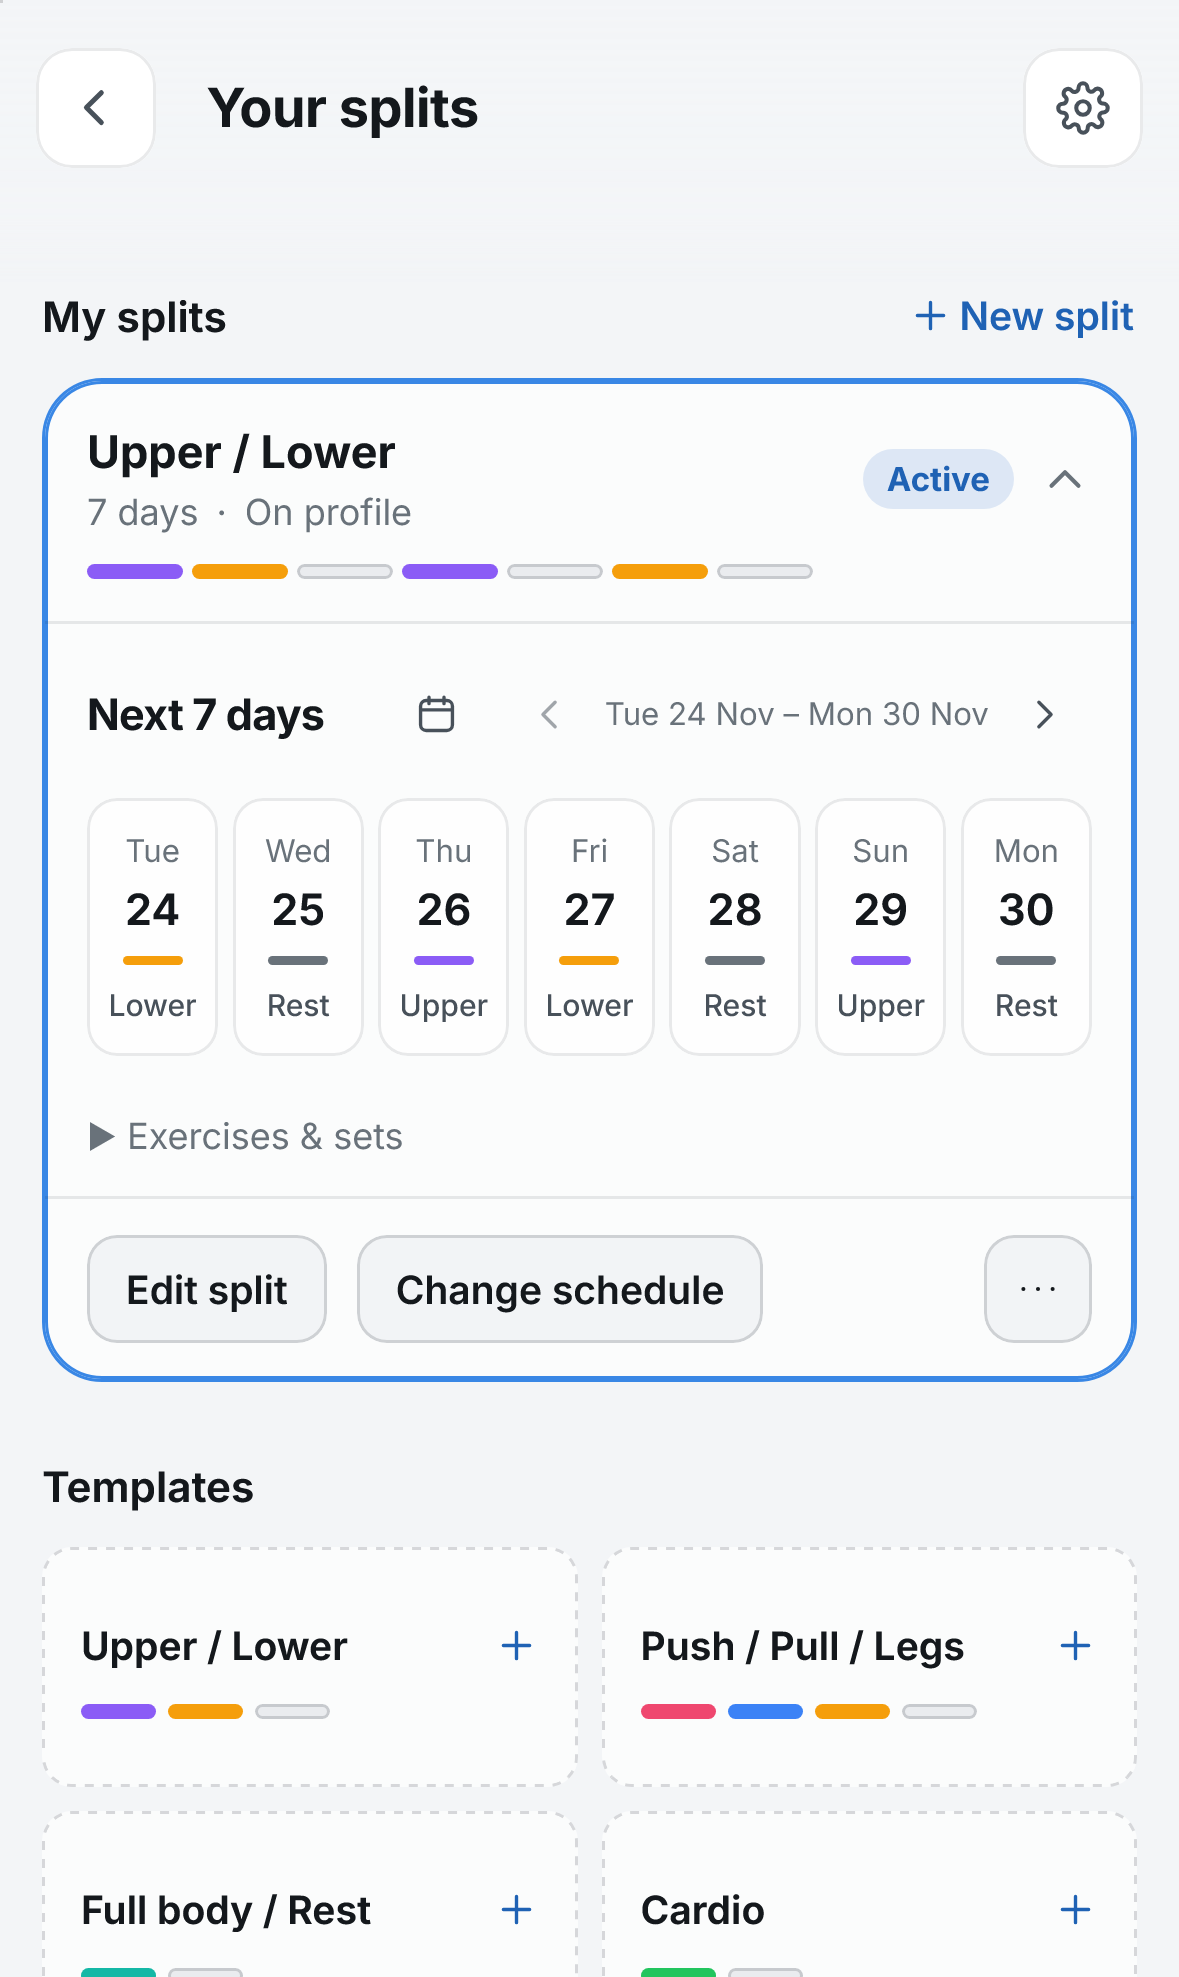 Your splits
My splits
+ New split
Upper / Lower
Active
7 days · On profile
Next 7 days
Tue 24 Nov – Mon 30 Nov
Tue Wed Thu Fri Sat Sun Mon
24 25 26 27 28 29 30
Lower Rest Upper Lower Rest Upper Rest
▶ Exercises & sets
Edit split
Change schedule
...
Templates
Upper / Lower +
Push / Pull / Legs +
Full body / Rest +
Cardio +